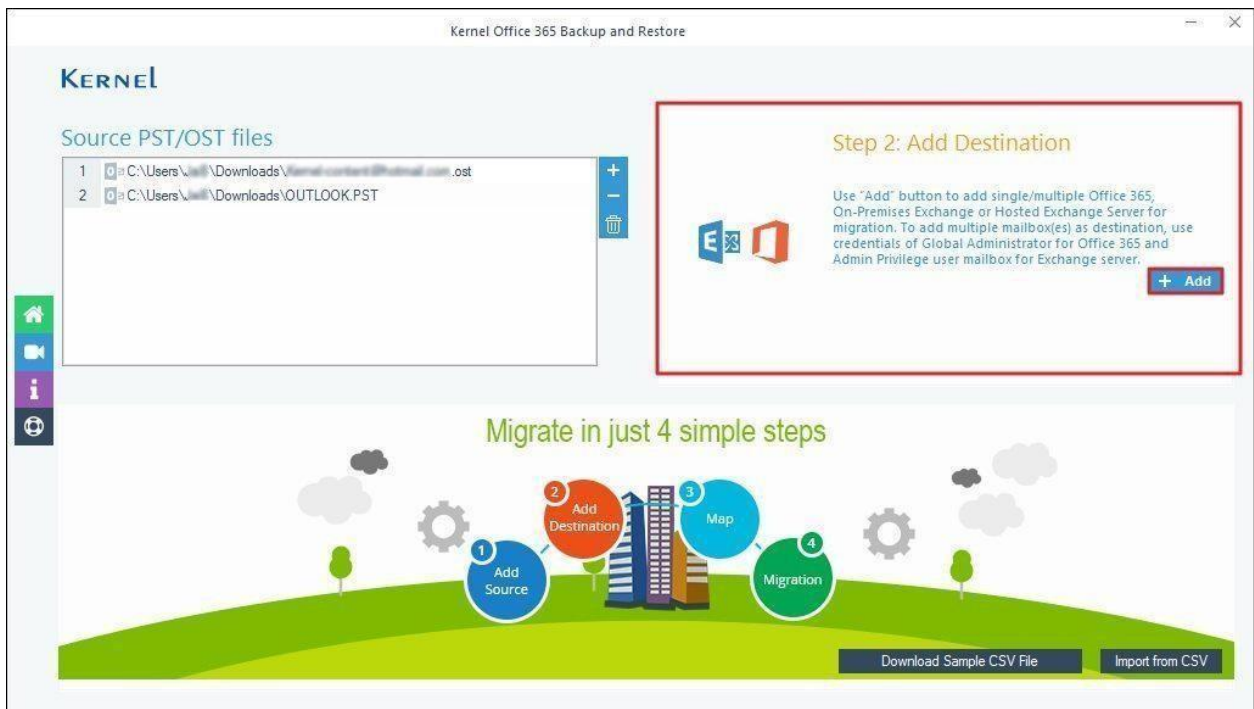 Kernel Office 365 Backup and Restore
KERNEL
Source PST/OST files
1 C:\Users\ \Downloads\ .ost
2 C:\Users\ \Downloads\OUTLOOK.PST
Step 2: Add Destination
Use "Add" button to add single/multiple Office 365,
On-Premises Exchange or Hosted Exchange Server for
migration. To add multiple mailbox(es) as destination, use
credentials of Global Administrator for Office 365 and
Admin Privilege user mailbox for Exchange server.
+ Add
Migrate in just 4 simple steps
1
Add
Source
2
Add
Destination
3
Map
4
Migration
Download Sample CSV File
Import from CSV